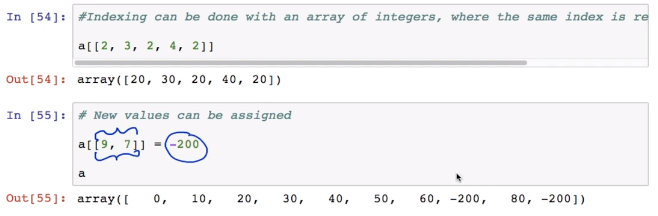 In [54]: #Indexing can be done with an array of integers, where the same index is re
a[[2, 3, 2, 4, 2]]
Out[54]: array([20, 30, 20, 40, 20])
In [55]: # New values can be assigned
a[[9, 7]] = -200
a
Out[55]: array([   0,   10,   20,   30,   40,   50,   60, -200,   80, -200])